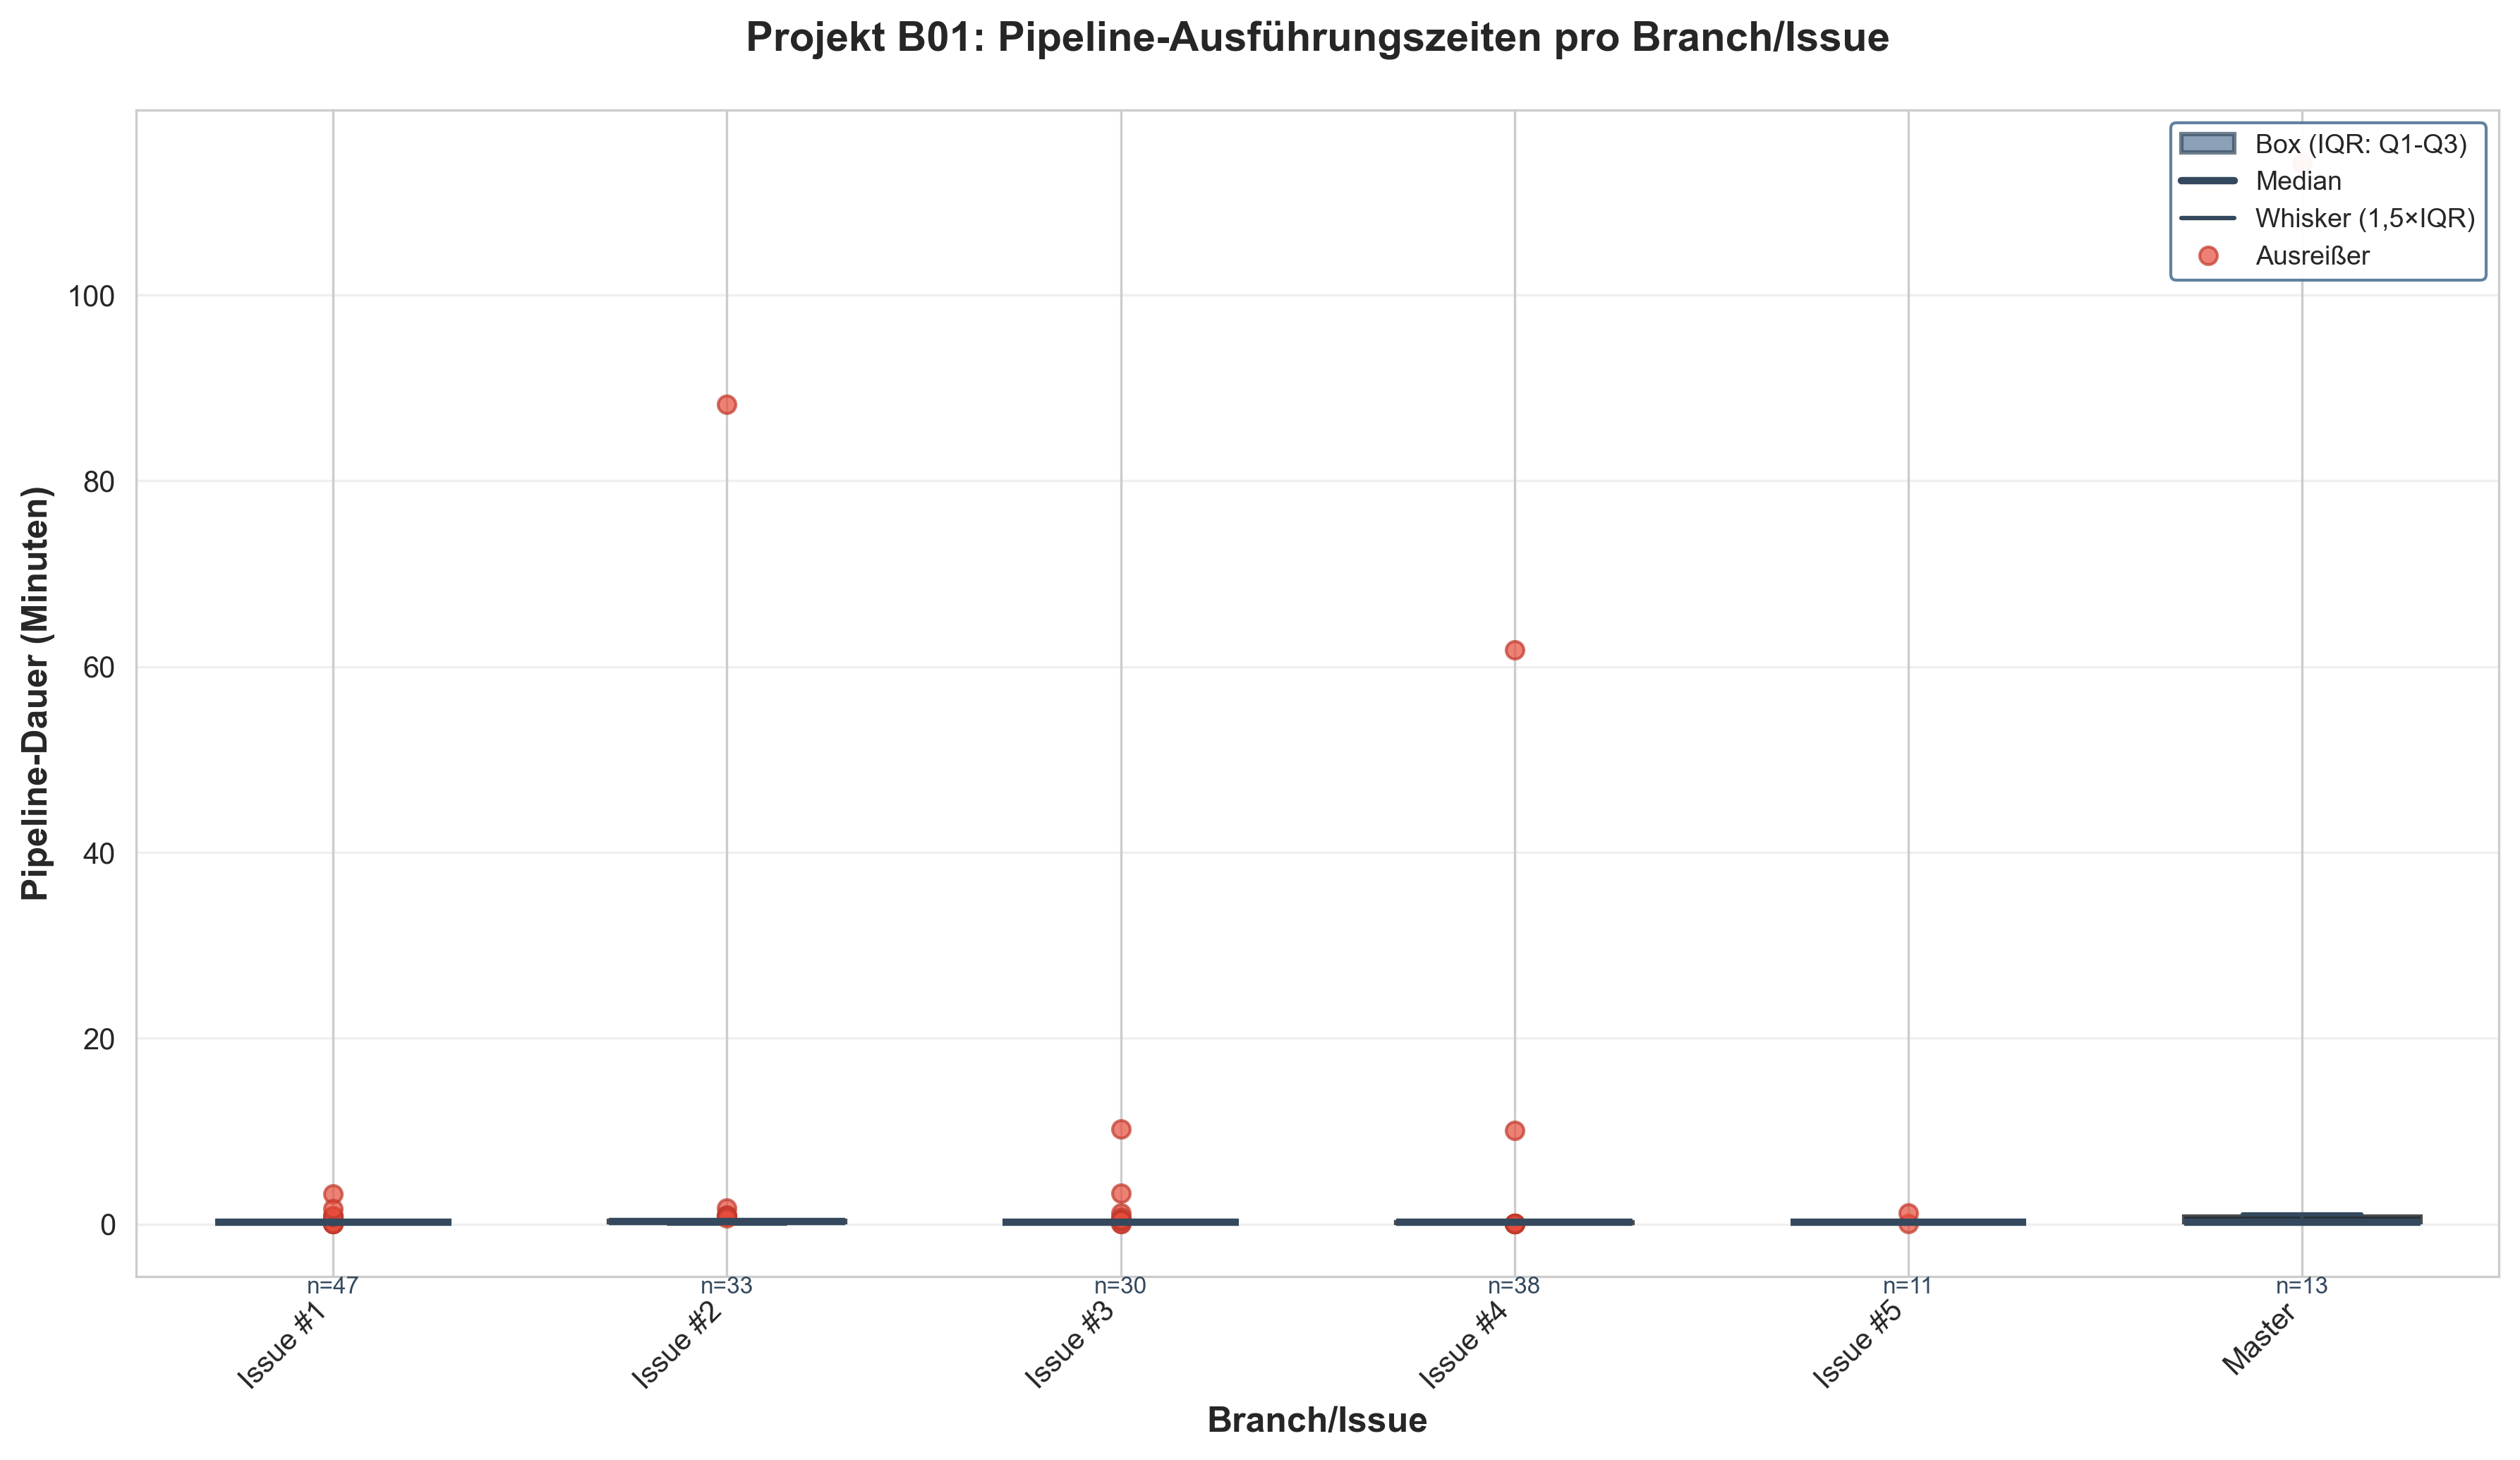 Projekt B01: Pipeline-Ausführungszeiten pro Branch/Issue
Box (IQR: Q1-Q3)
Median
Whisker (1,5×IQR)
Ausreißer
Pipeline-Dauer (Minuten)
100
80
60
40
20
0
n=47
n=33
n=30
n=38
n=11
n=13
Issue #1
Issue #2
Issue #3
Issue #4
Issue #5
Master
Branch/Issue